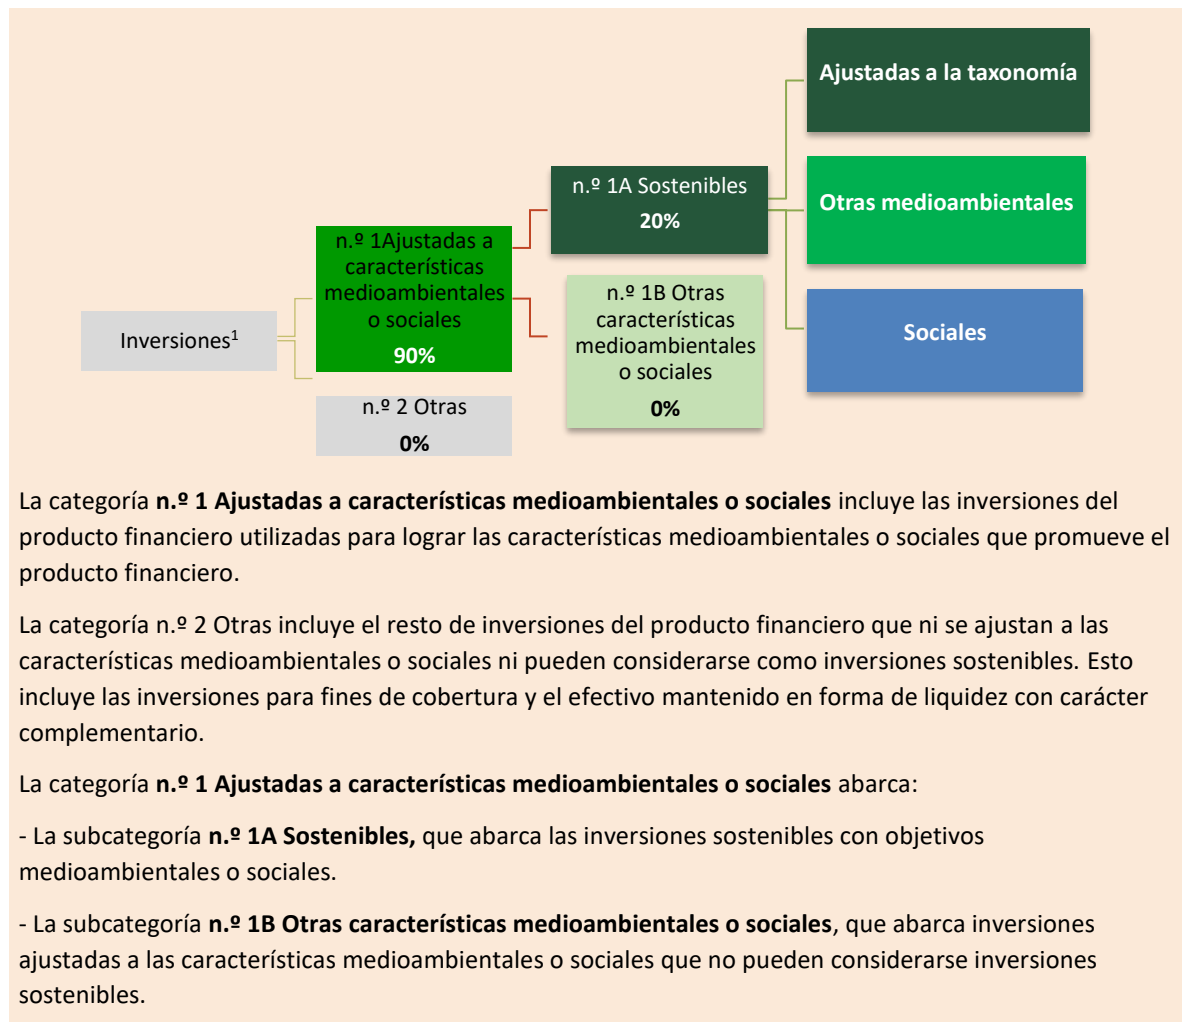 Ajustadas a la taxonomía
n.º 1A Sostenibles
20%
Otras medioambientales
n.º 1Ajustadas a
características
medioambientales
o sociales
90%
n.º 1B Otras
características
medioambientales
o sociales
0%
Sociales
Inversiones¹
n.º 2 Otras
0%
La categoría n.º 1 Ajustadas a características medioambientales o sociales incluye las inversiones del
producto financiero utilizadas para lograr las características medioambientales o sociales que promueve el
producto financiero.
La categoría n.º 2 Otras incluye el resto de inversiones del producto financiero que ni se ajustan a las
características medioambientales o sociales ni pueden considerarse como inversiones sostenibles. Esto
incluye las inversiones para fines de cobertura y el efectivo mantenido en forma de liquidez con carácter
complementario.
La categoría n.º 1 Ajustadas a características medioambientales o sociales abarca:
- La subcategoría n.º 1A Sostenibles, que abarca las inversiones sostenibles con objetivos
medioambientales o sociales.
- La subcategoría n.º 1B Otras características medioambientales o sociales, que abarca inversiones
ajustadas a las características medioambientales o sociales que no pueden considerarse inversiones
sostenibles.